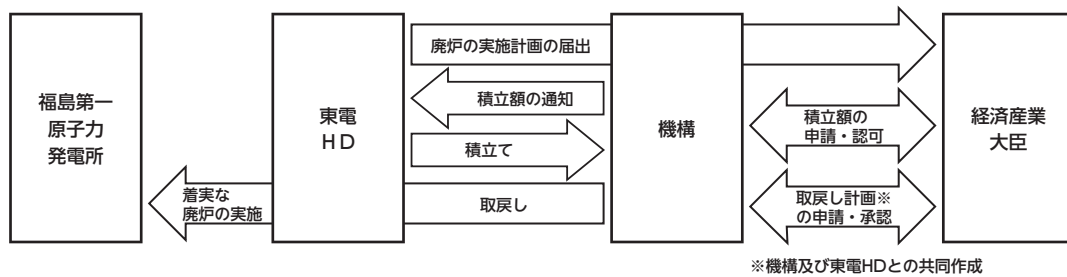 福島第一
原子力
発電所
東電
HD
廃炉の実施計画の届出
積立額の通知
積立て
取戻し
着実な
廃炉の実施
機構
積立額の
申請・認可
取戻し計画※
の申請・承認
経済産業
大臣
※機構及び東電HDとの共同作成